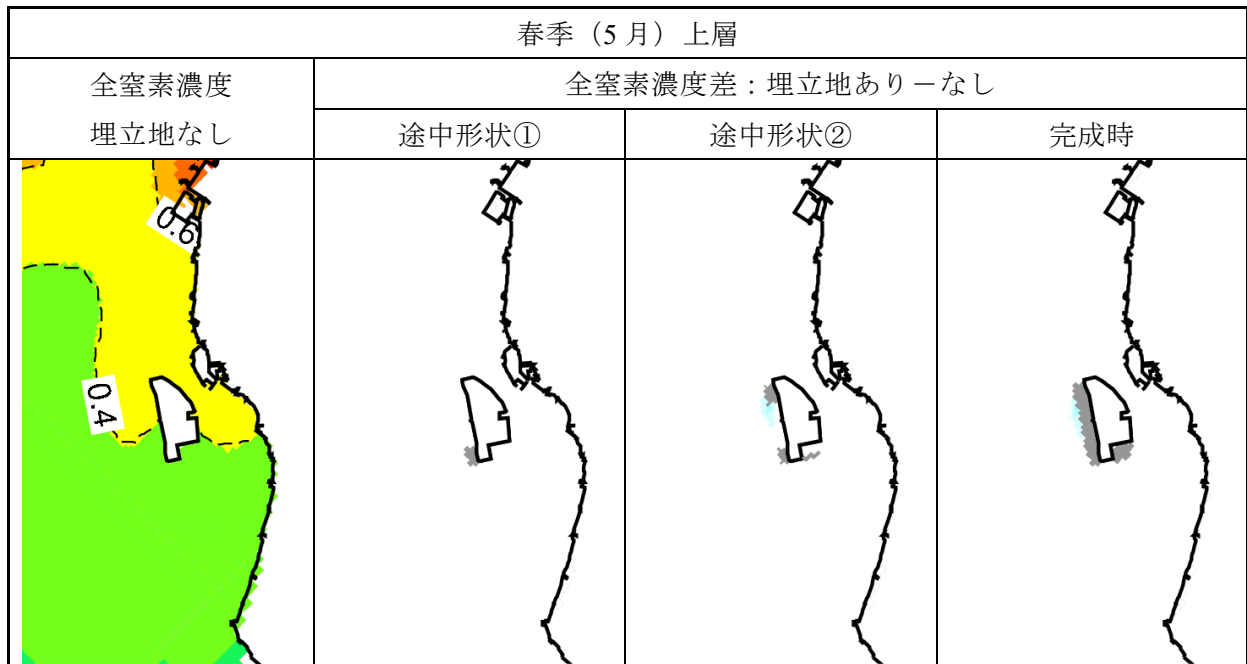 春季（5月）上層
全窒素濃度
埋立地なし
全窒素濃度差：埋立地あり－なし
途中形状①
途中形状②
完成時
0.6
0.4